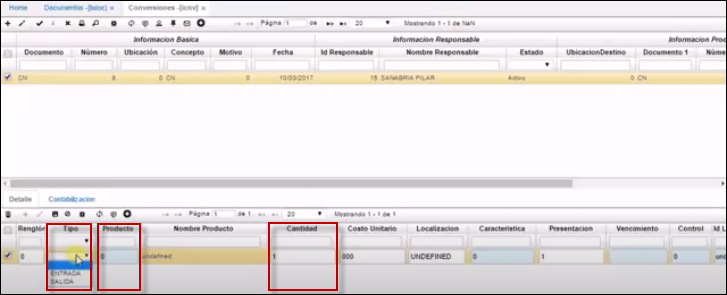 Home Documentos -[bdoc] x Conversiones -[icnv] x
Página 1 de 20 Mostrando 1 - 1 de NaN
Informacion Basica Informacion Responsable Informacion Prod
Documento Número Ubicación Concepto Motivo Fecha Id Responsable Nombre Responsable Estado UbicacionDestino Documento 1 Núme
CN 6 0 CN 0 10/03/2017 15 SANABRIA PILAR Activo 0 CN
Detalle Contabilizacion
Página 1 de 1 20 Mostrando 1 - 1 de 1
Renglón Tipo Producto Nombre Producto Cantidad Costo Unitario Localizacion Caracteristica Presentacion Vencimiento Control Id L
0 0 undefined 1 000 UNDEFINED 0 1 0 und
ENTRADA
SALIDA